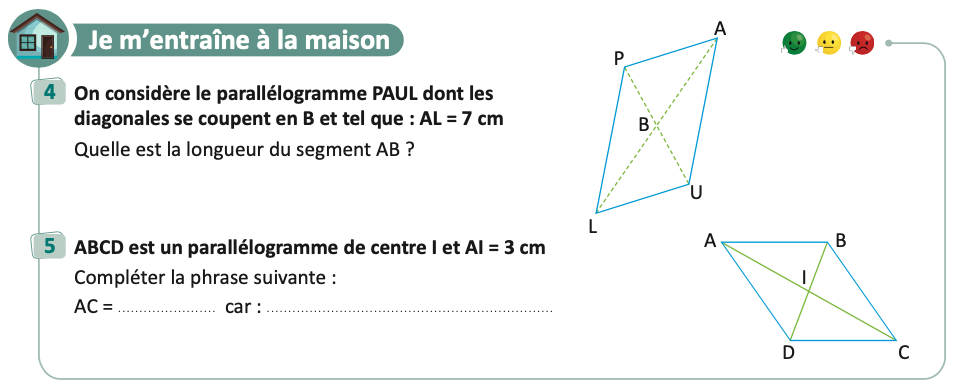 Je m'entraîne à la maison
4 On considère le parallélogramme PAUL dont les
diagonales se coupent en B et tel que : AL = 7 cm
Quelle est la longueur du segment AB ?
A
P
B
U
L
5 ABCD est un parallélogramme de centre I et AI = 3 cm
Compléter la phrase suivante :
AC = ...................... car : ................................................................
A
B
I
D
C